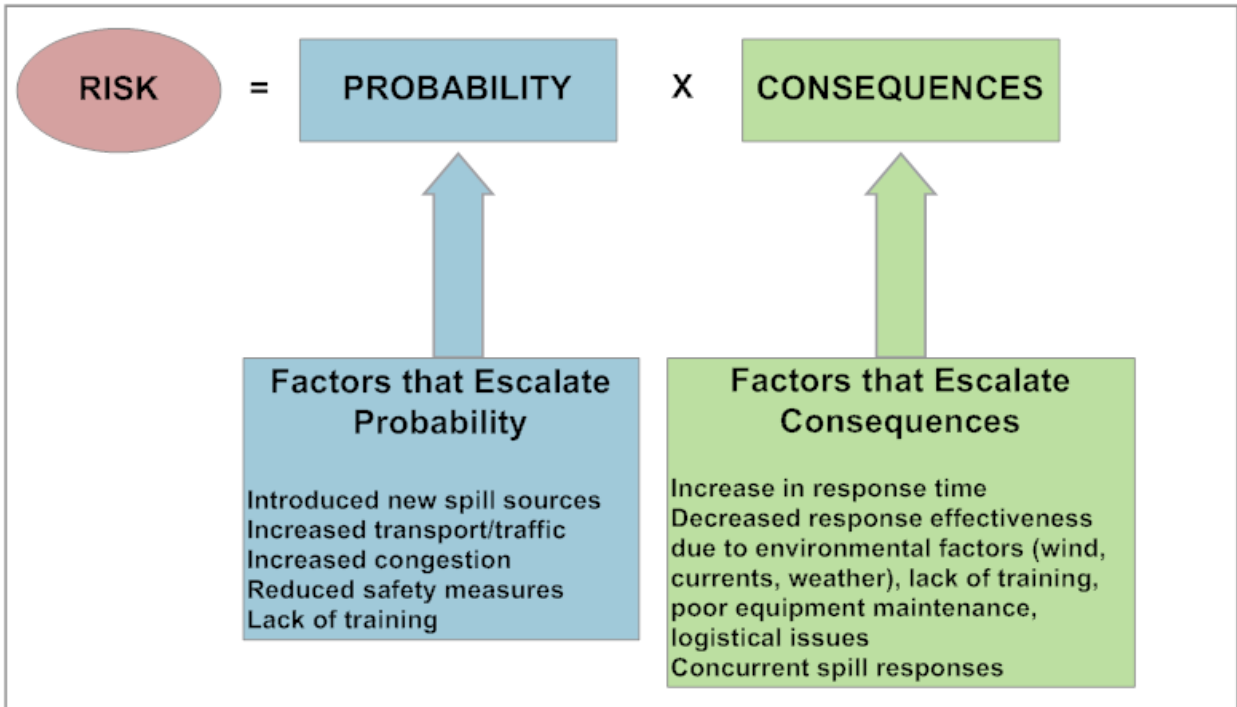 RISK = PROBABILITY X CONSEQUENCES
Factors that Escalate
Probability
Introduced new spill sources
Increased transport/traffic
Increased congestion
Reduced safety measures
Lack of training
Factors that Escalate
Consequences
Increase in response time
Decreased response effectiveness
due to environmental factors (wind,
currents, weather), lack of training,
poor equipment maintenance,
logistical issues
Concurrent spill responses